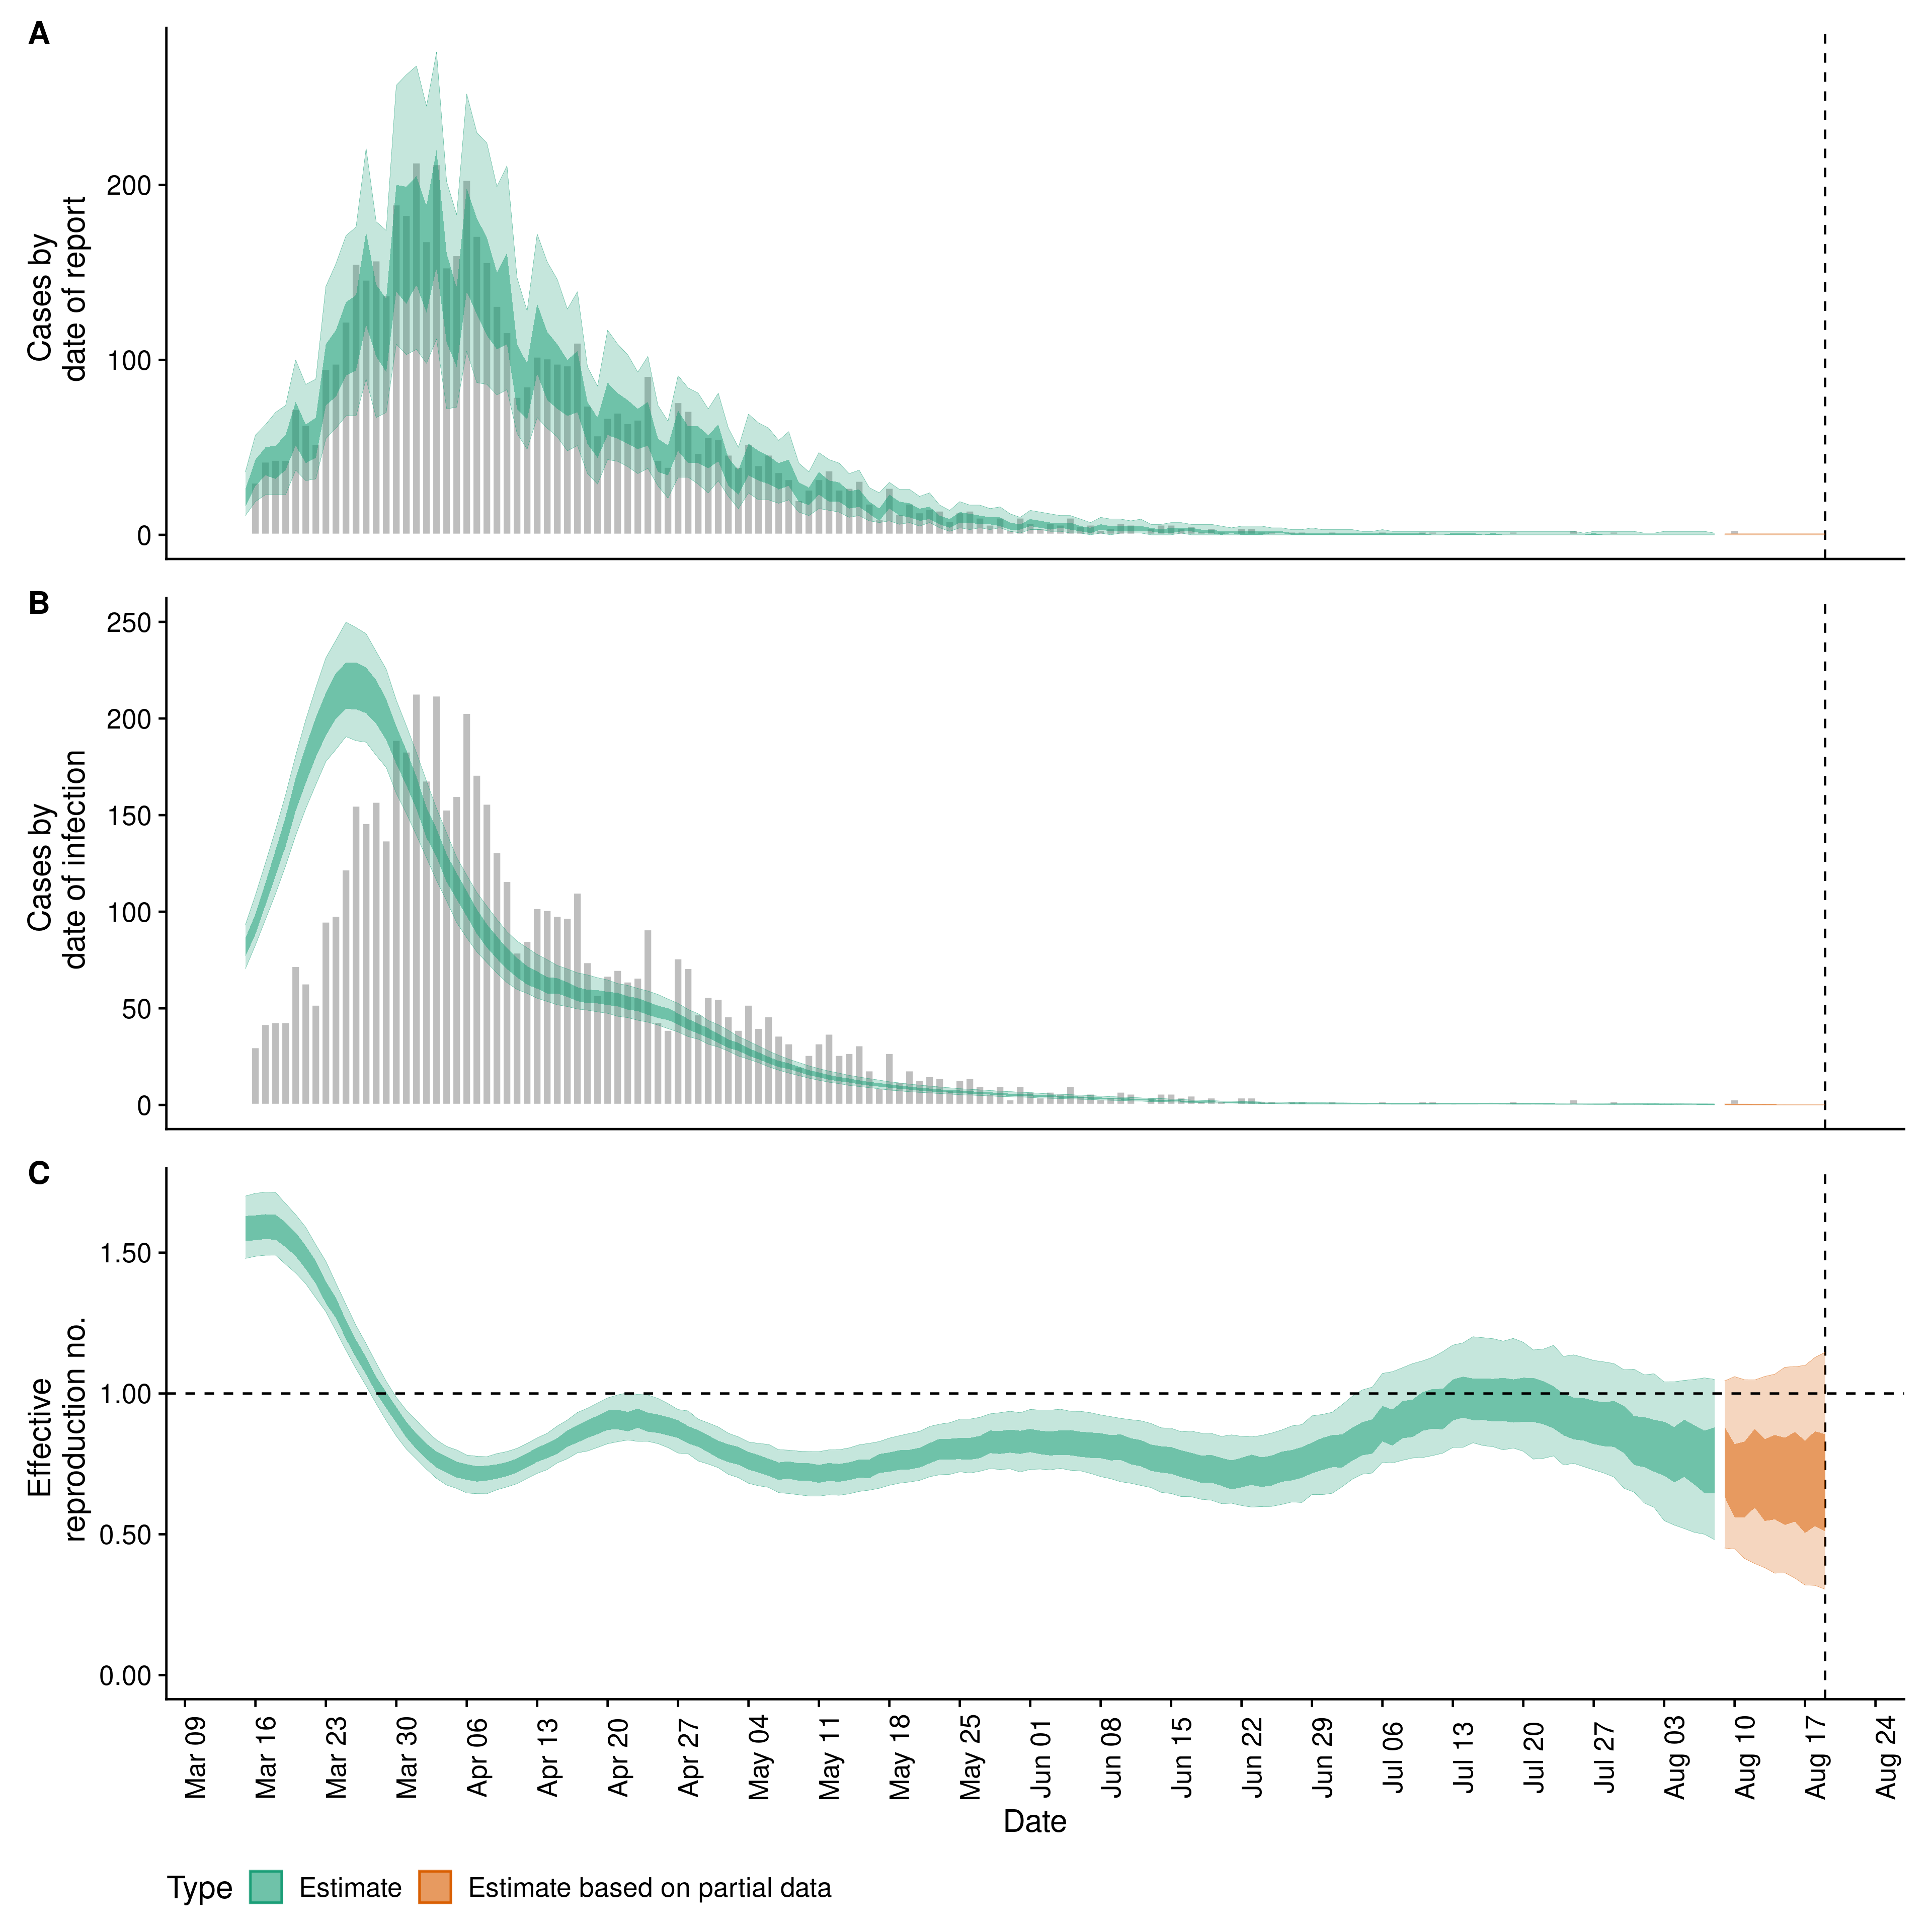 A
Cases by
date of report
200
100
0
B
Cases by
date of infection
250
200
150
100
50
0
C
Effective
reproduction no.
1.50
1.00
0.50
0.00
Mar 09
Mar 16
Mar 23
Mar 30
Apr 06
Apr 13
Apr 20
Apr 27
May 04
May 11
May 18
May 25
Jun 01
Jun 08
Jun 15
Jun 22
Jun 29
Jul 06
Jul 13
Jul 20
Jul 27
Aug 03
Aug 10
Aug 17
Aug 24
Date
Type Estimate Estimate based on partial data